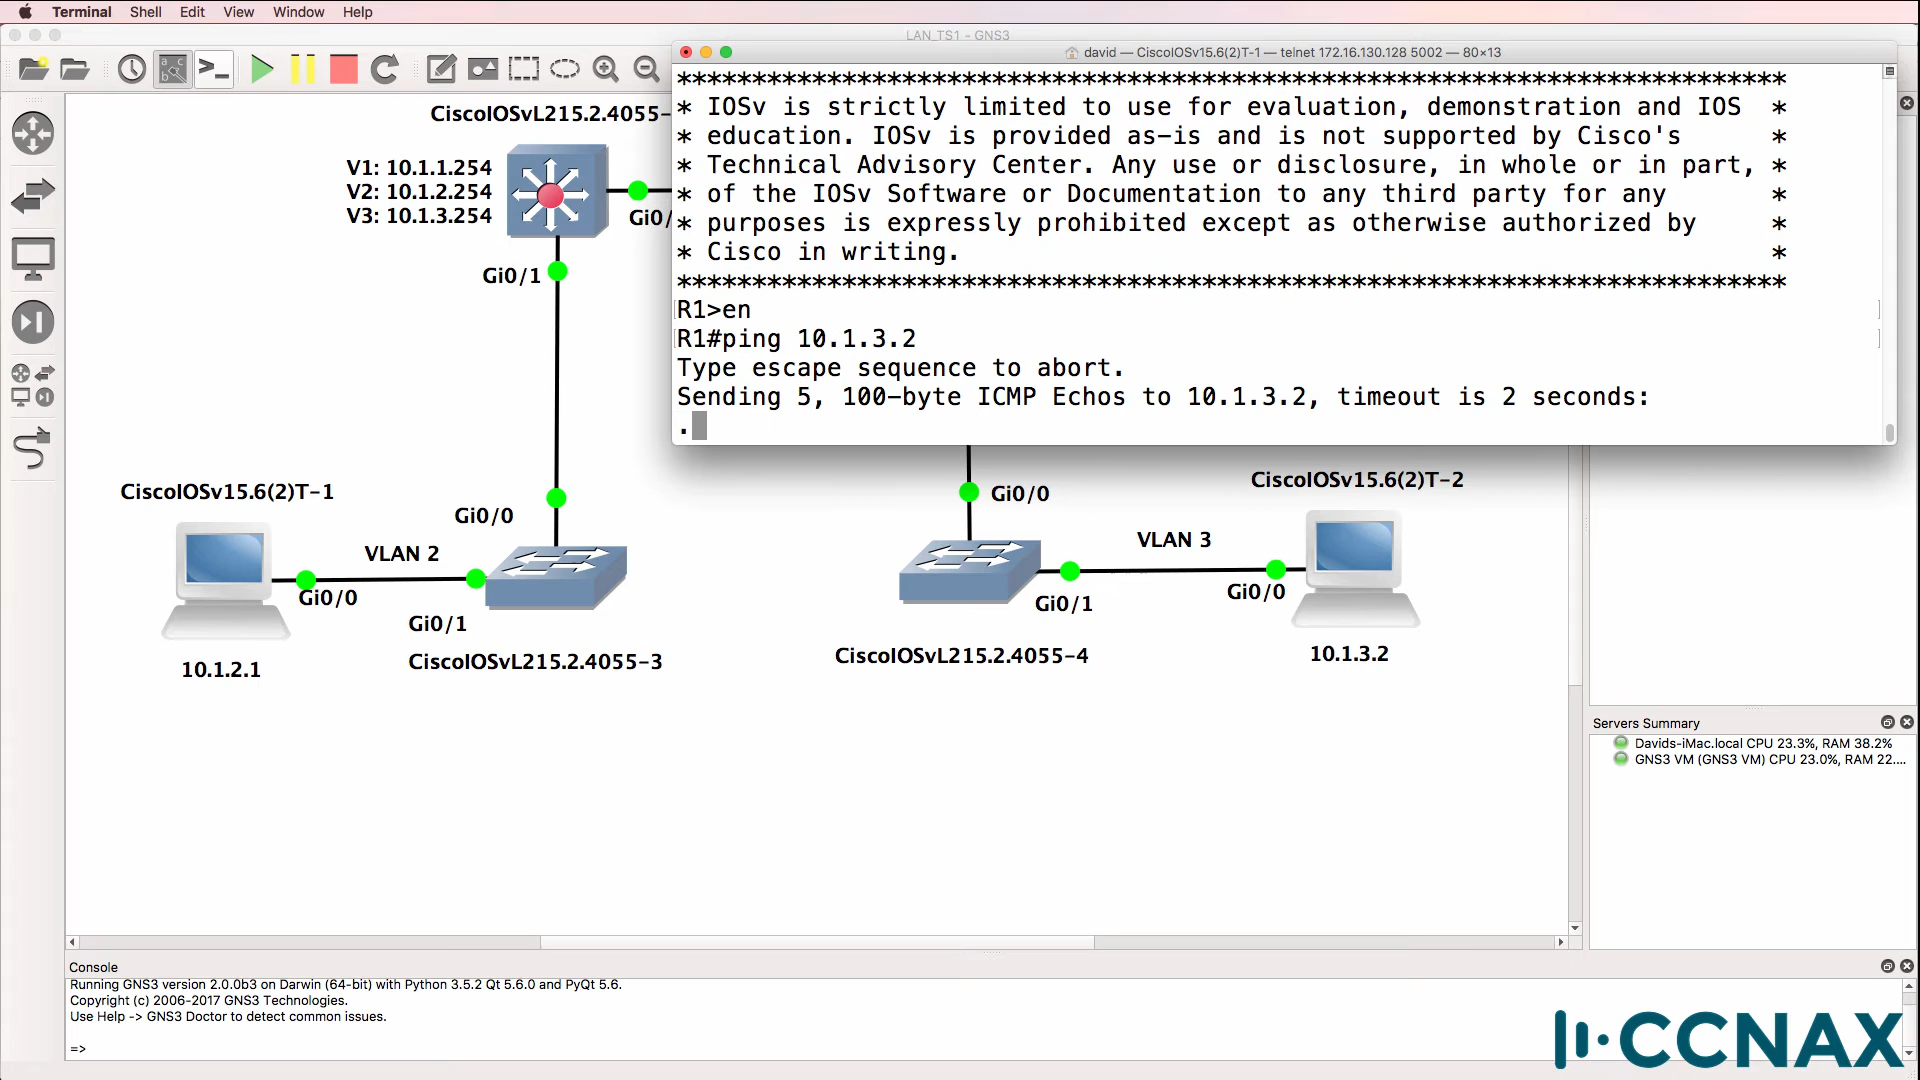 Terminal Shell Edit View Window Help
LAN_TS1 - GNS3
david — CiscoIOSv15.6(2)T-1 — telnet 172.16.130.128 5002 — 80×13
**************************************************************************
* IOSv is strictly limited to use for evaluation, demonstration and IOS *
* education. IOSv is provided as-is and is not supported by Cisco's *
* Technical Advisory Center. Any use or disclosure, in whole or in part, *
* of the IOSv Software or Documentation to any third party for any *
* purposes is expressly prohibited except as otherwise authorized by *
* Cisco in writing. *
**************************************************************************
R1>en
R1#ping 10.1.3.2
Type escape sequence to abort.
Sending 5, 100-byte ICMP Echos to 10.1.3.2, timeout is 2 seconds:
.
CiscoIOSvL215.2.4055-
V1: 10.1.1.254
V2: 10.1.2.254
V3: 10.1.3.254
Gi0/
Gi0/1
CiscoIOSv15.6(2)T-1
Gi0/0
VLAN 2
Gi0/0
Gi0/1
10.1.2.1
CiscoIOSvL215.2.4055-3
Gi0/0
CiscoIOSv15.6(2)T-2
VLAN 3
Gi0/1
Gi0/0
CiscoIOSvL215.2.4055-4
10.1.3.2
Servers Summary
Davids-iMac.local CPU 23.3%, RAM 38.2%
GNS3 VM (GNS3 VM) CPU 23.0%, RAM 22....
Console
Running GNS3 version 2.0.0b3 on Darwin (64-bit) with Python 3.5.2 Qt 5.6.0 and PyQt 5.6.
Copyright (c) 2006-2017 GNS3 Technologies.
Use Help -> GNS3 Doctor to detect common issues.
=>
CCNAX